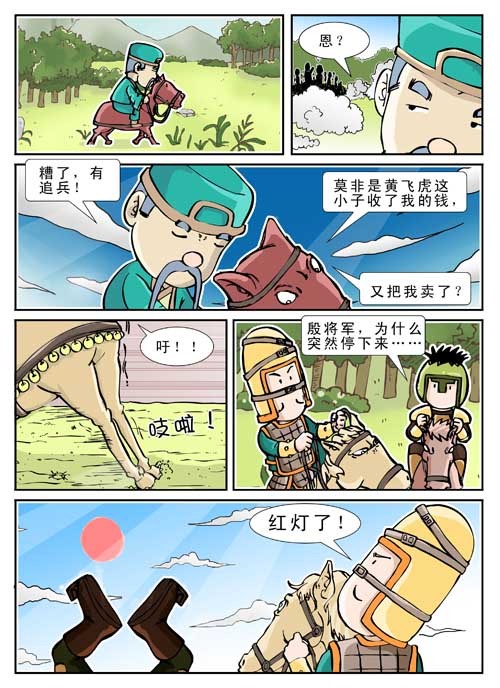 恩？
糟了，有
追兵！
莫非是黄飞虎这
小子收了我的钱，
又把我卖了？
吁！！
吱啦！
殷将军，为什么
突然停下来……
红灯了！